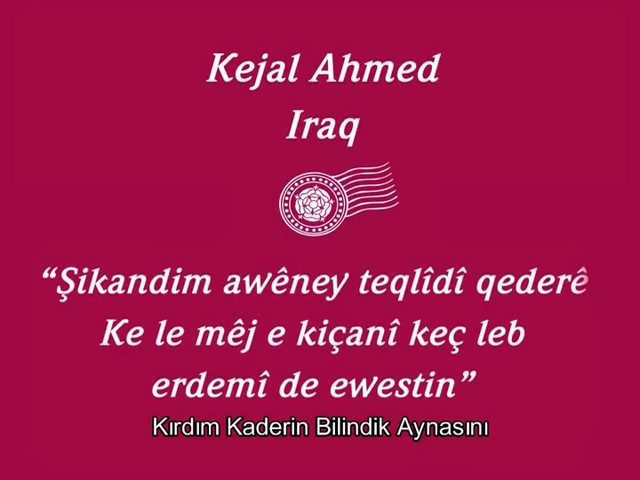 Kejal Ahmed
Iraq
“Şikandim awêney teqlîdî qederê
Ke le mêj e kiçanî keç leb
erdemî de ewestin”
Kırdım Kaderin Bilindik Aynasını